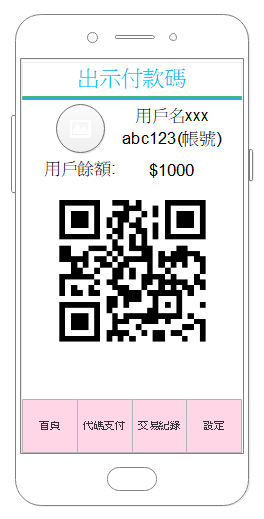 出示付款碼
用戶名xxx
abc123(帳號)
用戶餘額: $1000
首頁 代碼支付 交易紀錄 設定